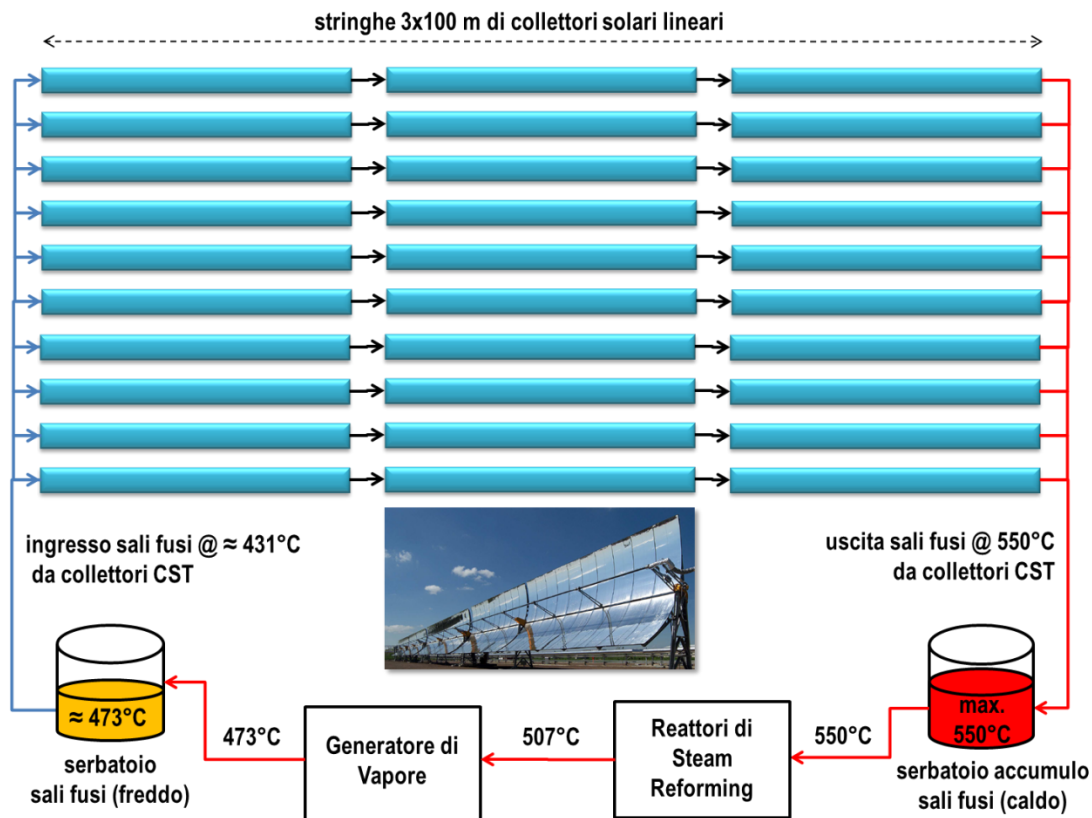 stringhe 3x100 m di collettori solari lineari
ingresso sali fusi @ ≈ 431°C
da collettori CST
uscita sali fusi @ 550°C
da collettori CST
≈ 473°C
serbatoio
sali fusi (freddo)
473°C
Generatore di
Vapore
507°C
Reattori di
Steam
Reforming
550°C
max.
550°C
serbatoio accumulo
sali fusi (caldo)